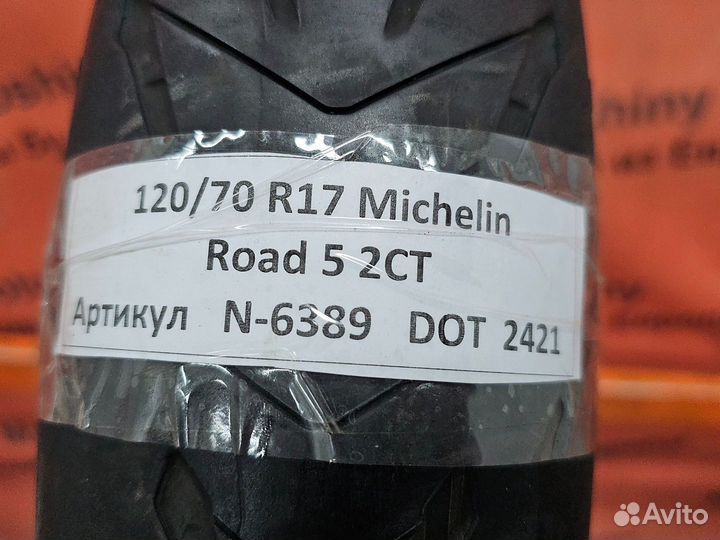 120/70 R17 Michelin
Road 5 2CT
Артикул N-6389 DOT 2421
Avito